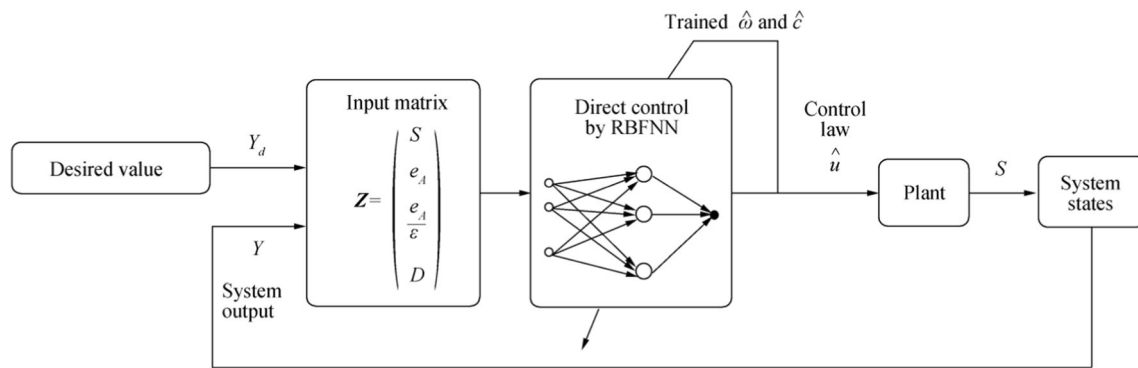 Trained ω̂ and ĉ
Input matrix
Direct control
by RBFNN
Control
law
û
Desired value
Y_d
Z=
S
e_A
e_A
ε
D
Plant
S
System
states
Y
System
output